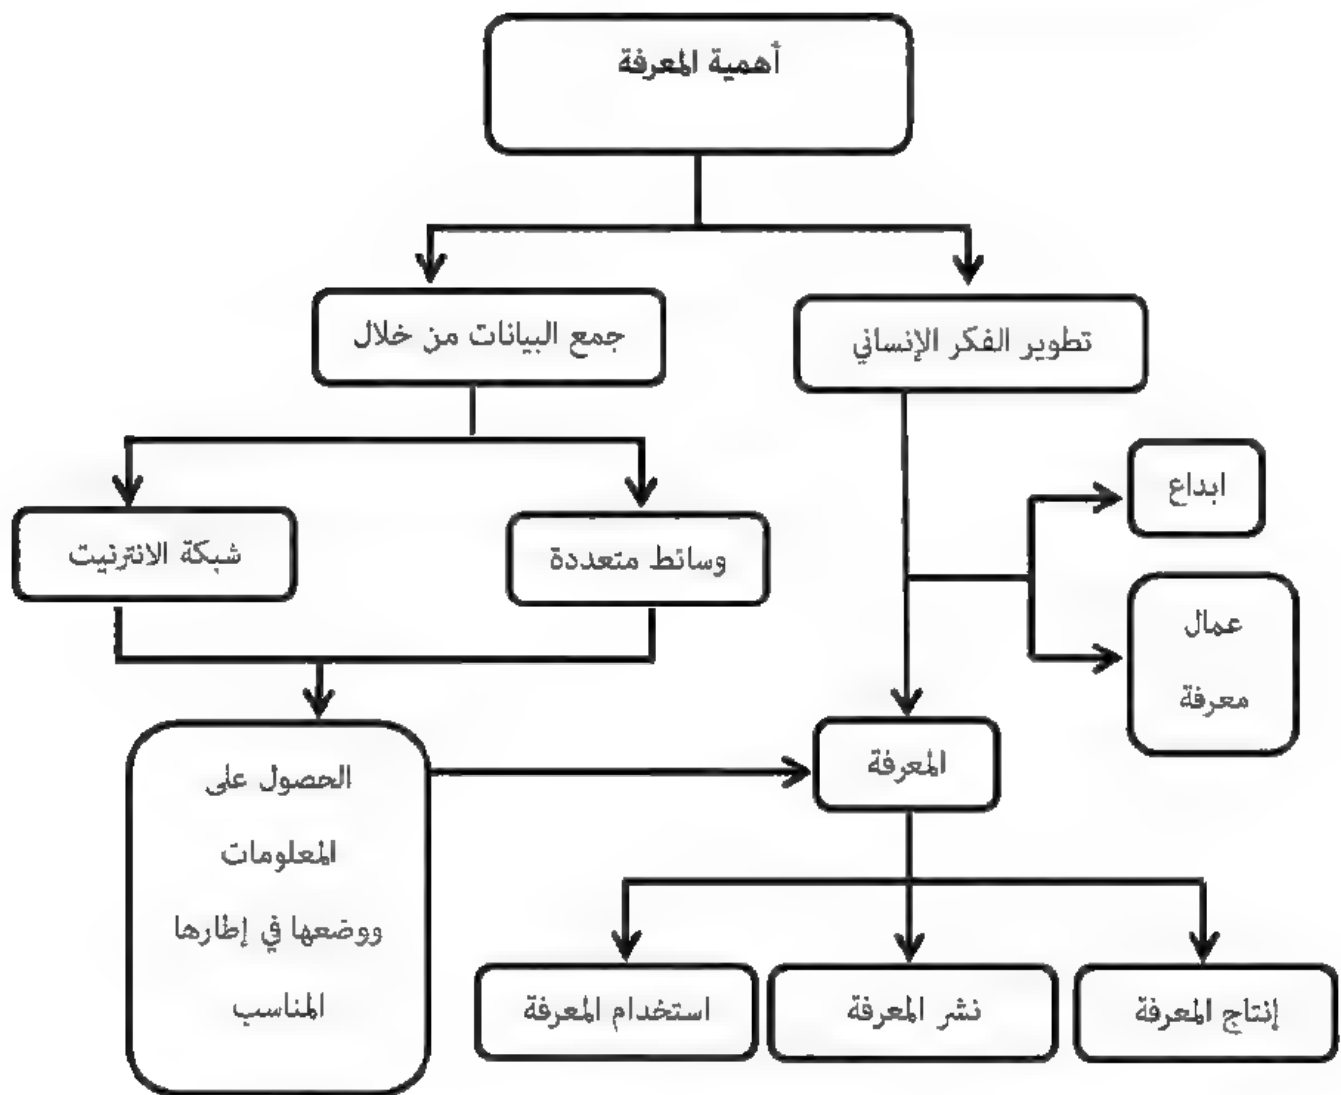 أهمية المعرفة
تطوير الفكر الإنساني
جمع البيانات من خلال
ابداع
وسائط متعددة
شبكة الانترنيت
عمال
معرفة
المعرفة
الحصول على
المعلومات
ووضعها في إطارها
المناسب
إنتاج المعرفة
نشر المعرفة
استخدام المعرفة